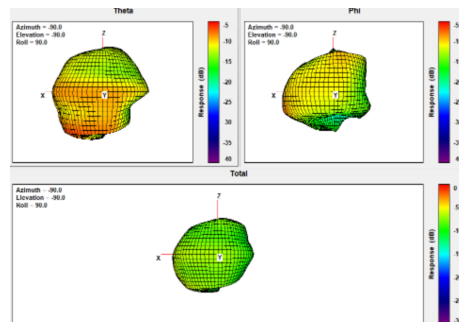 Theta
Azimuth = -90.0
Elevation = -90.0
Roll = 90.0
Z
X
Y
-5
-10
-15
-20
-25
-30
-35
40
Response (dB)
Phi
Azimuth = -90.0
Elevation = -90.0
Roll = 90.0
Z
X
Y
Response (dB)
Total
Azimuth = -90.0
Elevation = -90.0
Roll = 90.0
Z
X
Y
0
Response (dB)